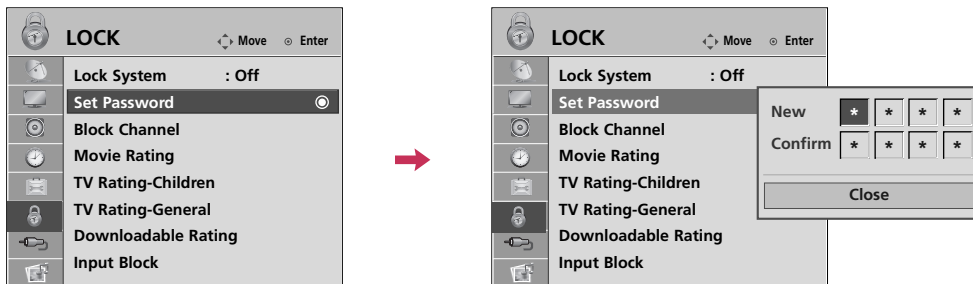 LOCK Move Enter
Lock System : Off
Set Password
Block Channel
Movie Rating
TV Rating-Children
TV Rating-General
Downloadable Rating
Input Block
LOCK Move Enter
Lock System : Off
Set Password
Block Channel
Movie Rating
TV Rating-Children
TV Rating-General
Downloadable Rating
Input Block
New * * * *
Confirm * * * *
Close